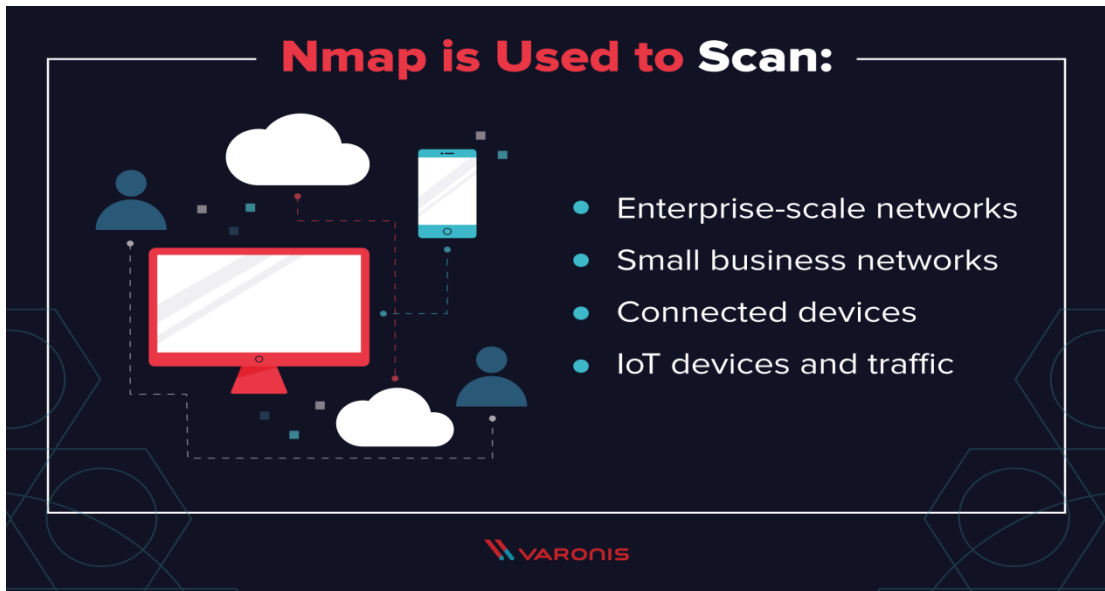 Nmap is Used to Scan:
Enterprise-scale networks
Small business networks
Connected devices
IoT devices and traffic
VARONIS